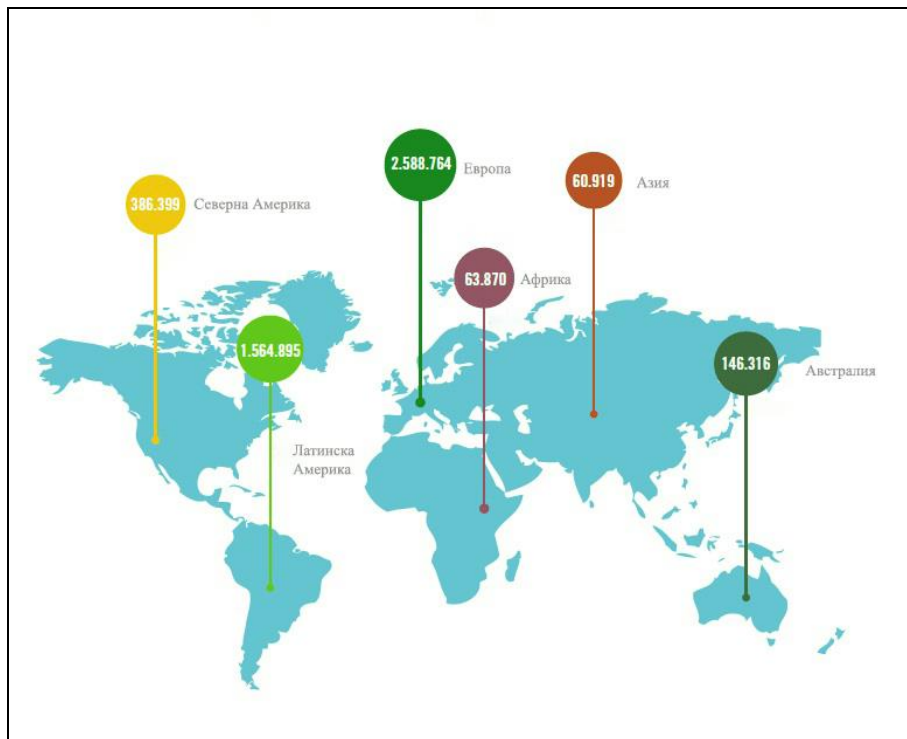 2.588.764
Европа
60.919
Азия
386.399
Северна Америка
63.870
Африка
1.564.895
146.316
Австралия
Латинска
Америка